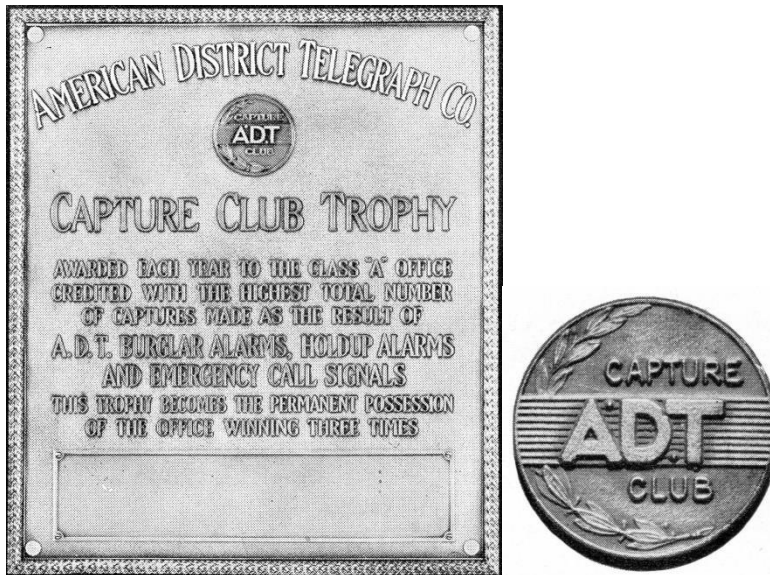 AMERICAN DISTRICT TELEGRAPH CO.
CAPTURE
A.D.T
CLUB
CAPTURE CLUB TROPHY
AWARDED EACH YEAR TO THE CLASS "A" OFFICE
CREDITED WITH THE HIGHEST TOTAL NUMBER
OF CAPTURES MADE AS THE RESULT OF
A.D.T. BURGLAR ALARMS, HOLDUP ALARMS
AND EMERGENCY CALL SIGNALS
THIS TROPHY BECOMES THE PERMANENT POSSESSION
OF THE OFFICE WINNING THREE TIMES
CAPTURE
A.D.T
CLUB